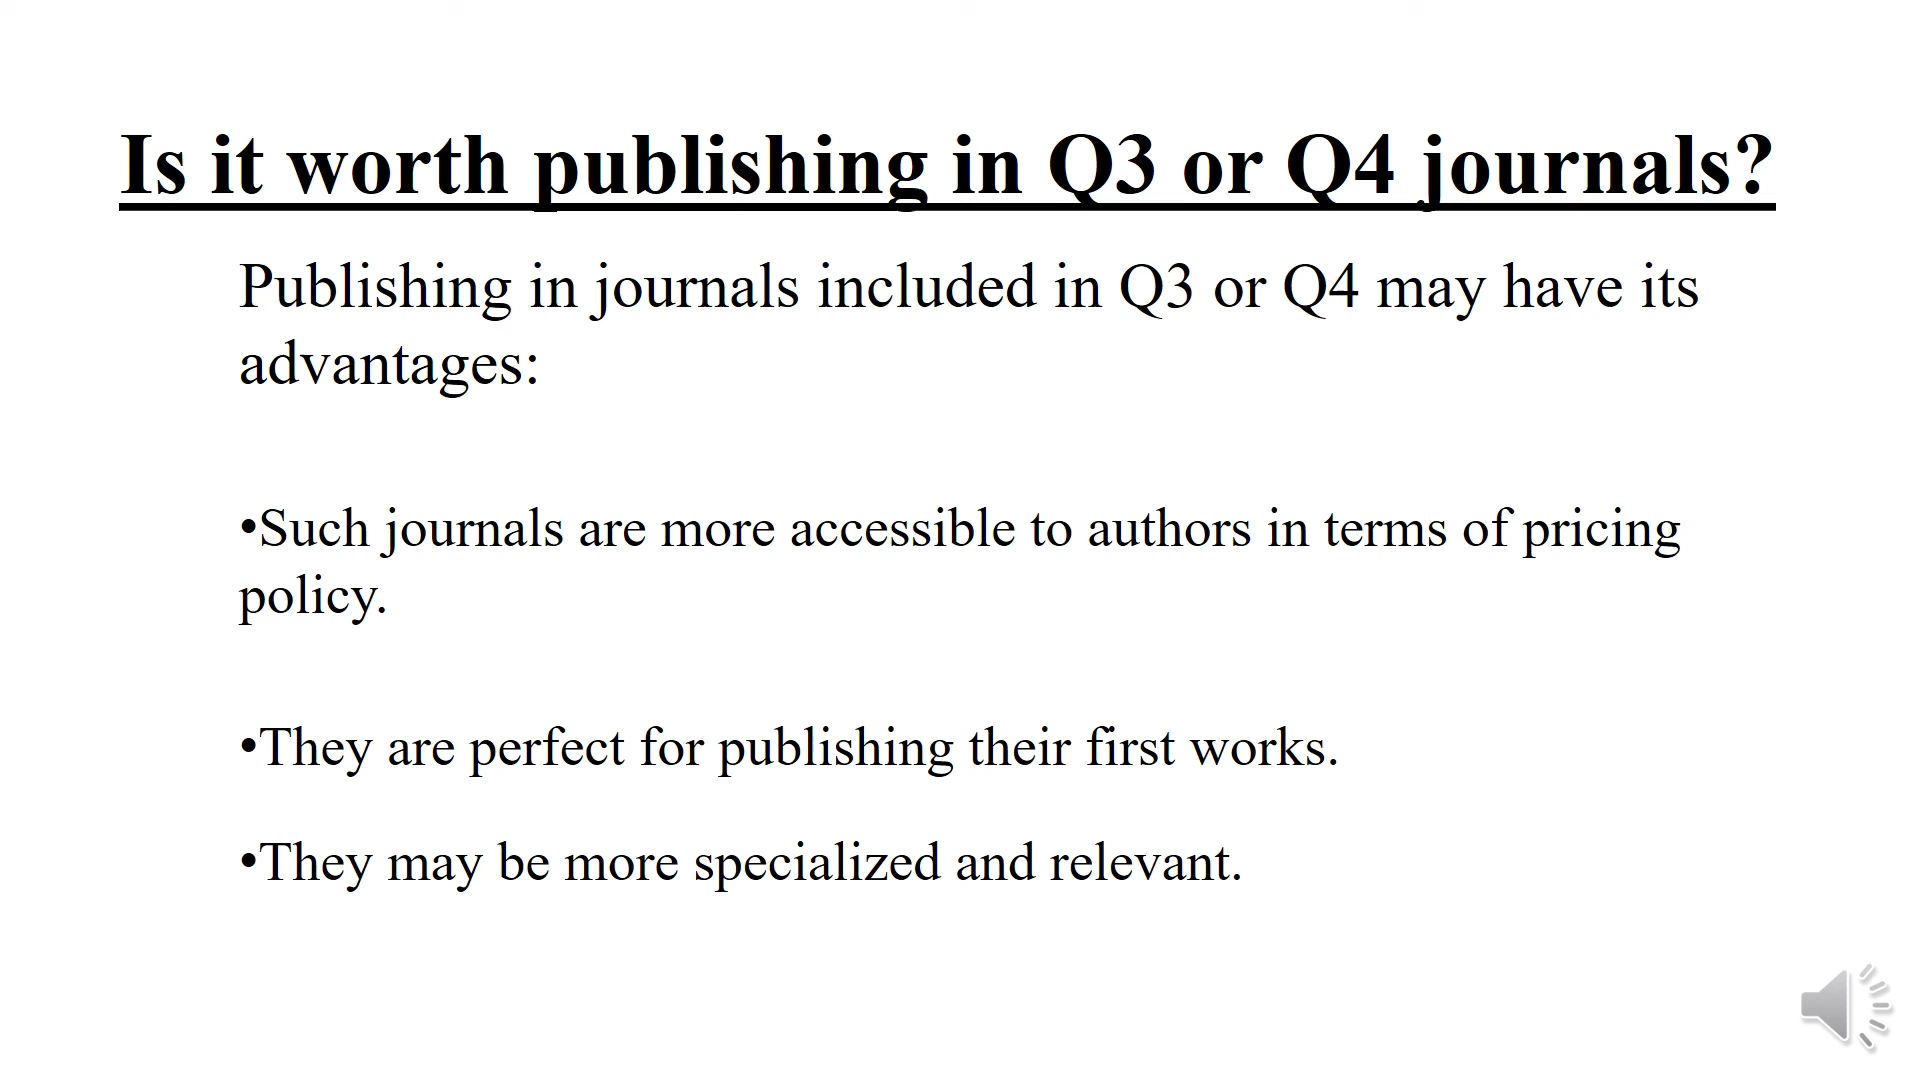 Is it worth publishing in Q3 or Q4 journals?
Publishing in journals included in Q3 or Q4 may have its
advantages:
•Such journals are more accessible to authors in terms of pricing
policy.
•They are perfect for publishing their first works.
•They may be more specialized and relevant.